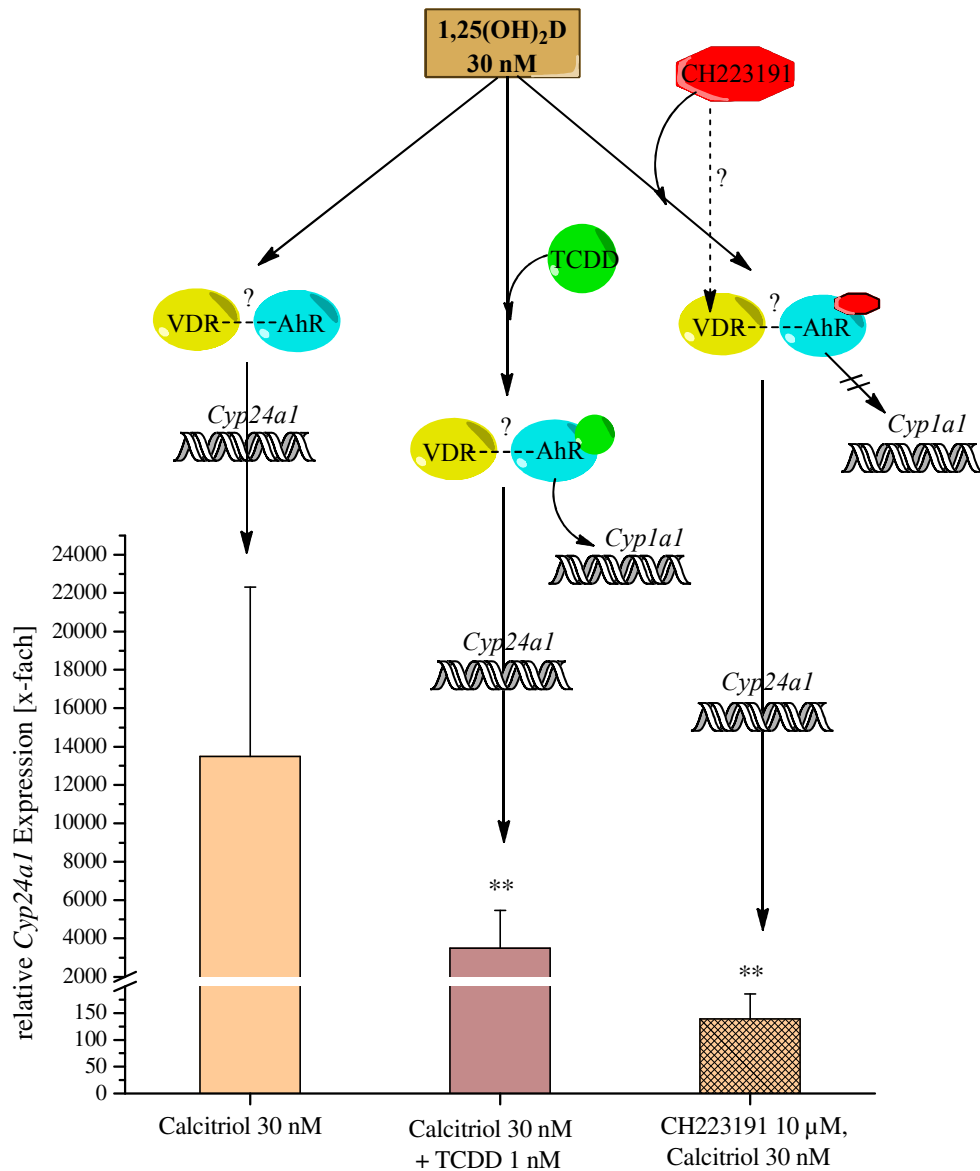 1,25(OH)₂D
30 nM
CH223191
?
TCDD
?
VDR
AhR
?
VDR
AhR
Cyp24a1
Cyp1a1
?
VDR
AhR
Cyp1a1
Cyp24a1
Cyp24a1
relative Cyp24a1 Expression [x-fach]
24000
22000
20000
18000
16000
14000
12000
10000
8000
6000
4000
2000
150
100
50
0
**
**
Calcitriol 30 nM
Calcitriol 30 nM
+ TCDD 1 nM
CH223191 10 µM,
Calcitriol 30 nM